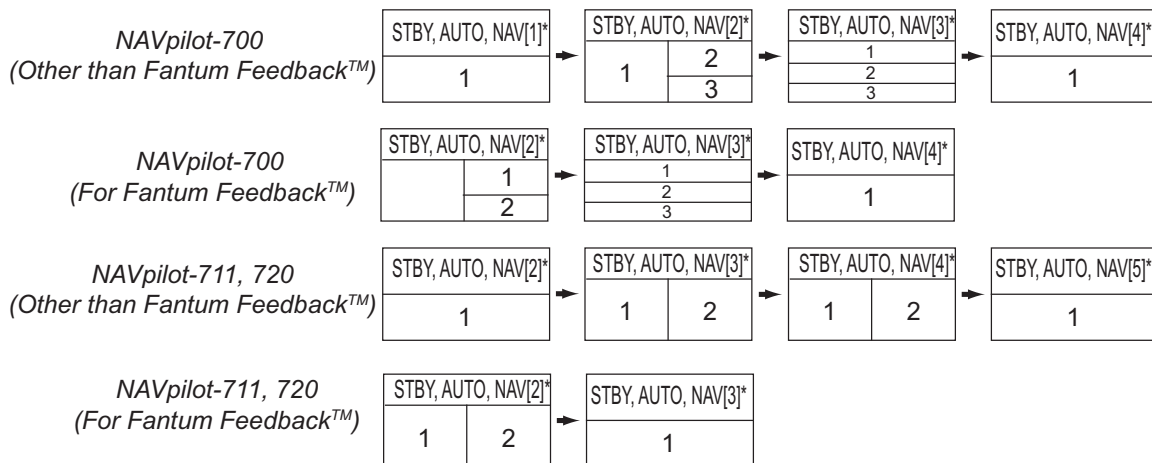 NAVpilot-700
(Other than Fantum Feedback™)
STBY, AUTO, NAV[1]*
1
STBY, AUTO, NAV[2]*
1
2
3
STBY, AUTO, NAV[3]*
1
2
3
STBY, AUTO, NAV[4]*
1
NAVpilot-700
(For Fantum Feedback™)
STBY, AUTO, NAV[2]*
1
2
STBY, AUTO, NAV[3]*
1
2
3
STBY, AUTO, NAV[4]*
1
NAVpilot-711, 720
(Other than Fantum Feedback™)
STBY, AUTO, NAV[2]*
1
STBY, AUTO, NAV[3]*
1 2
STBY, AUTO, NAV[4]*
1 2
STBY, AUTO, NAV[5]*
1
NAVpilot-711, 720
(For Fantum Feedback™)
STBY, AUTO, NAV[2]*
1 2
STBY, AUTO, NAV[3]*
1